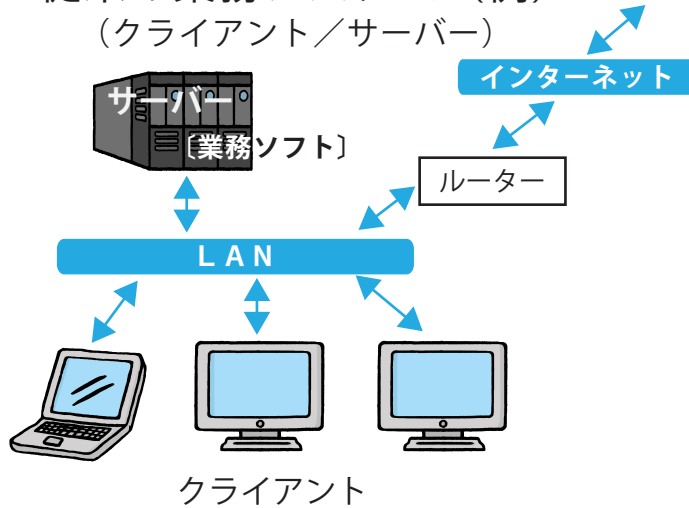 （クライアント／サーバー）
インターネット
サーバー
〔業務ソフト〕
ルーター
ＬＡＮ
クライアント